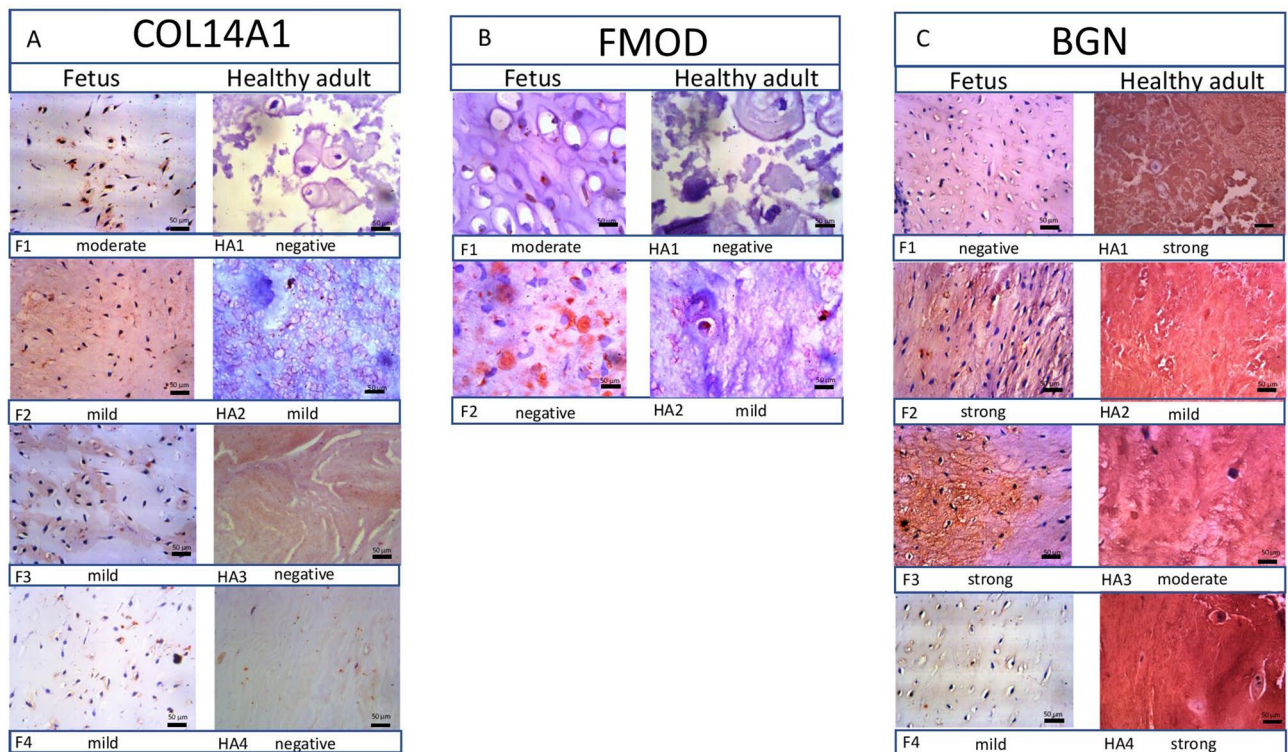 A COL14A1
Fetus Healthy adult
50 µm
50 µm
F1 moderate HA1 negative
50 µm
50 µm
F2 mild HA2 mild
50 µm
50 µm
F3 mild HA3 negative
50 µm
50 µm
F4 mild HA4 negative
B FMOD
Fetus Healthy adult
50 µm
50 µm
F1 moderate HA1 negative
50 µm
50 µm
F2 negative HA2 mild
C BGN
Fetus Healthy adult
50 µm
50 µm
F1 negative HA1 strong
50 µm
50 µm
F2 strong HA2 mild
50 µm
50 µm
F3 strong HA3 moderate
50 µm
50 µm
F4 mild HA4 strong